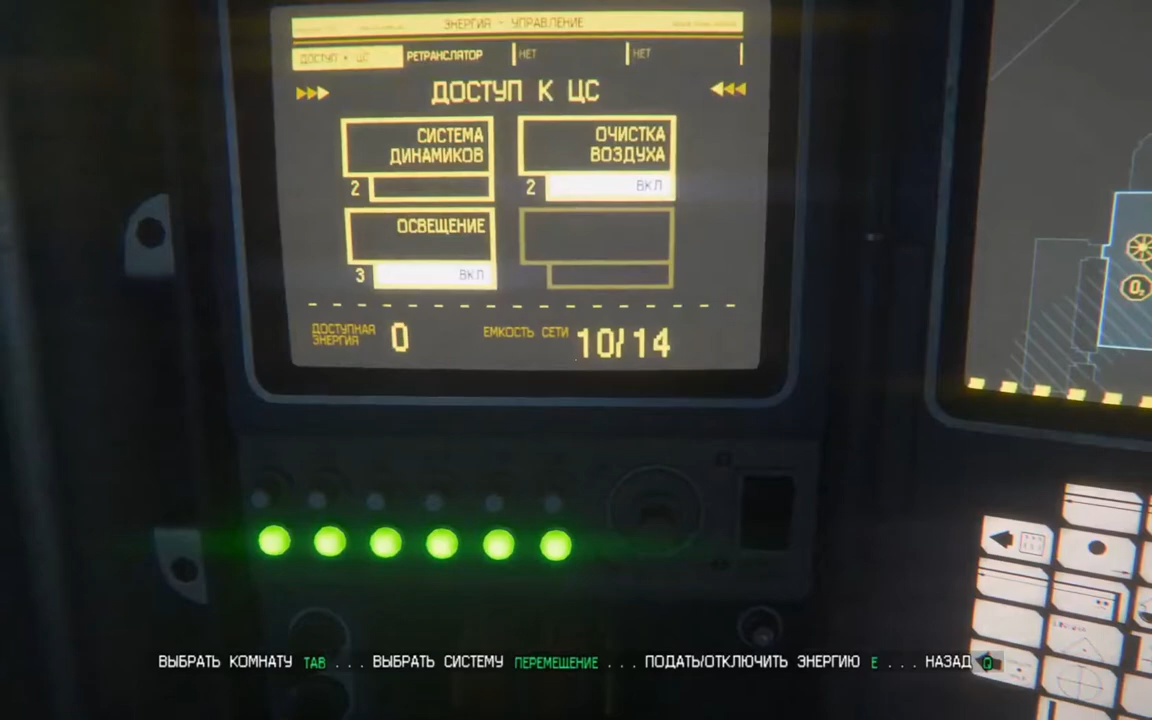 ЭНЕРГИЯ - УПРАВЛЕНИЕ
ДОСТУП К ЦС РЕТРАНСЛЯТОР НЕТ НЕТ
ДОСТУП К ЦС
СИСТЕМА
ДИНАМИКОВ
2
ОЧИСТКА
ВОЗДУХА
2 ВКЛ
ОСВЕЩЕНИЕ
3 ВКЛ
ДОСТУПНАЯ
ЭНЕРГИЯ 0
ЕМКОСТЬ СЕТИ 10/14
O₂
ВЫБРАТЬ КОМНАТУ TAB ... ВЫБРАТЬ СИСТЕМУ ПЕРЕМЕЩЕНИЕ ... ПОДАТЬ/ОТКЛЮЧИТЬ ЭНЕРГИЮ E ... НАЗАД Q